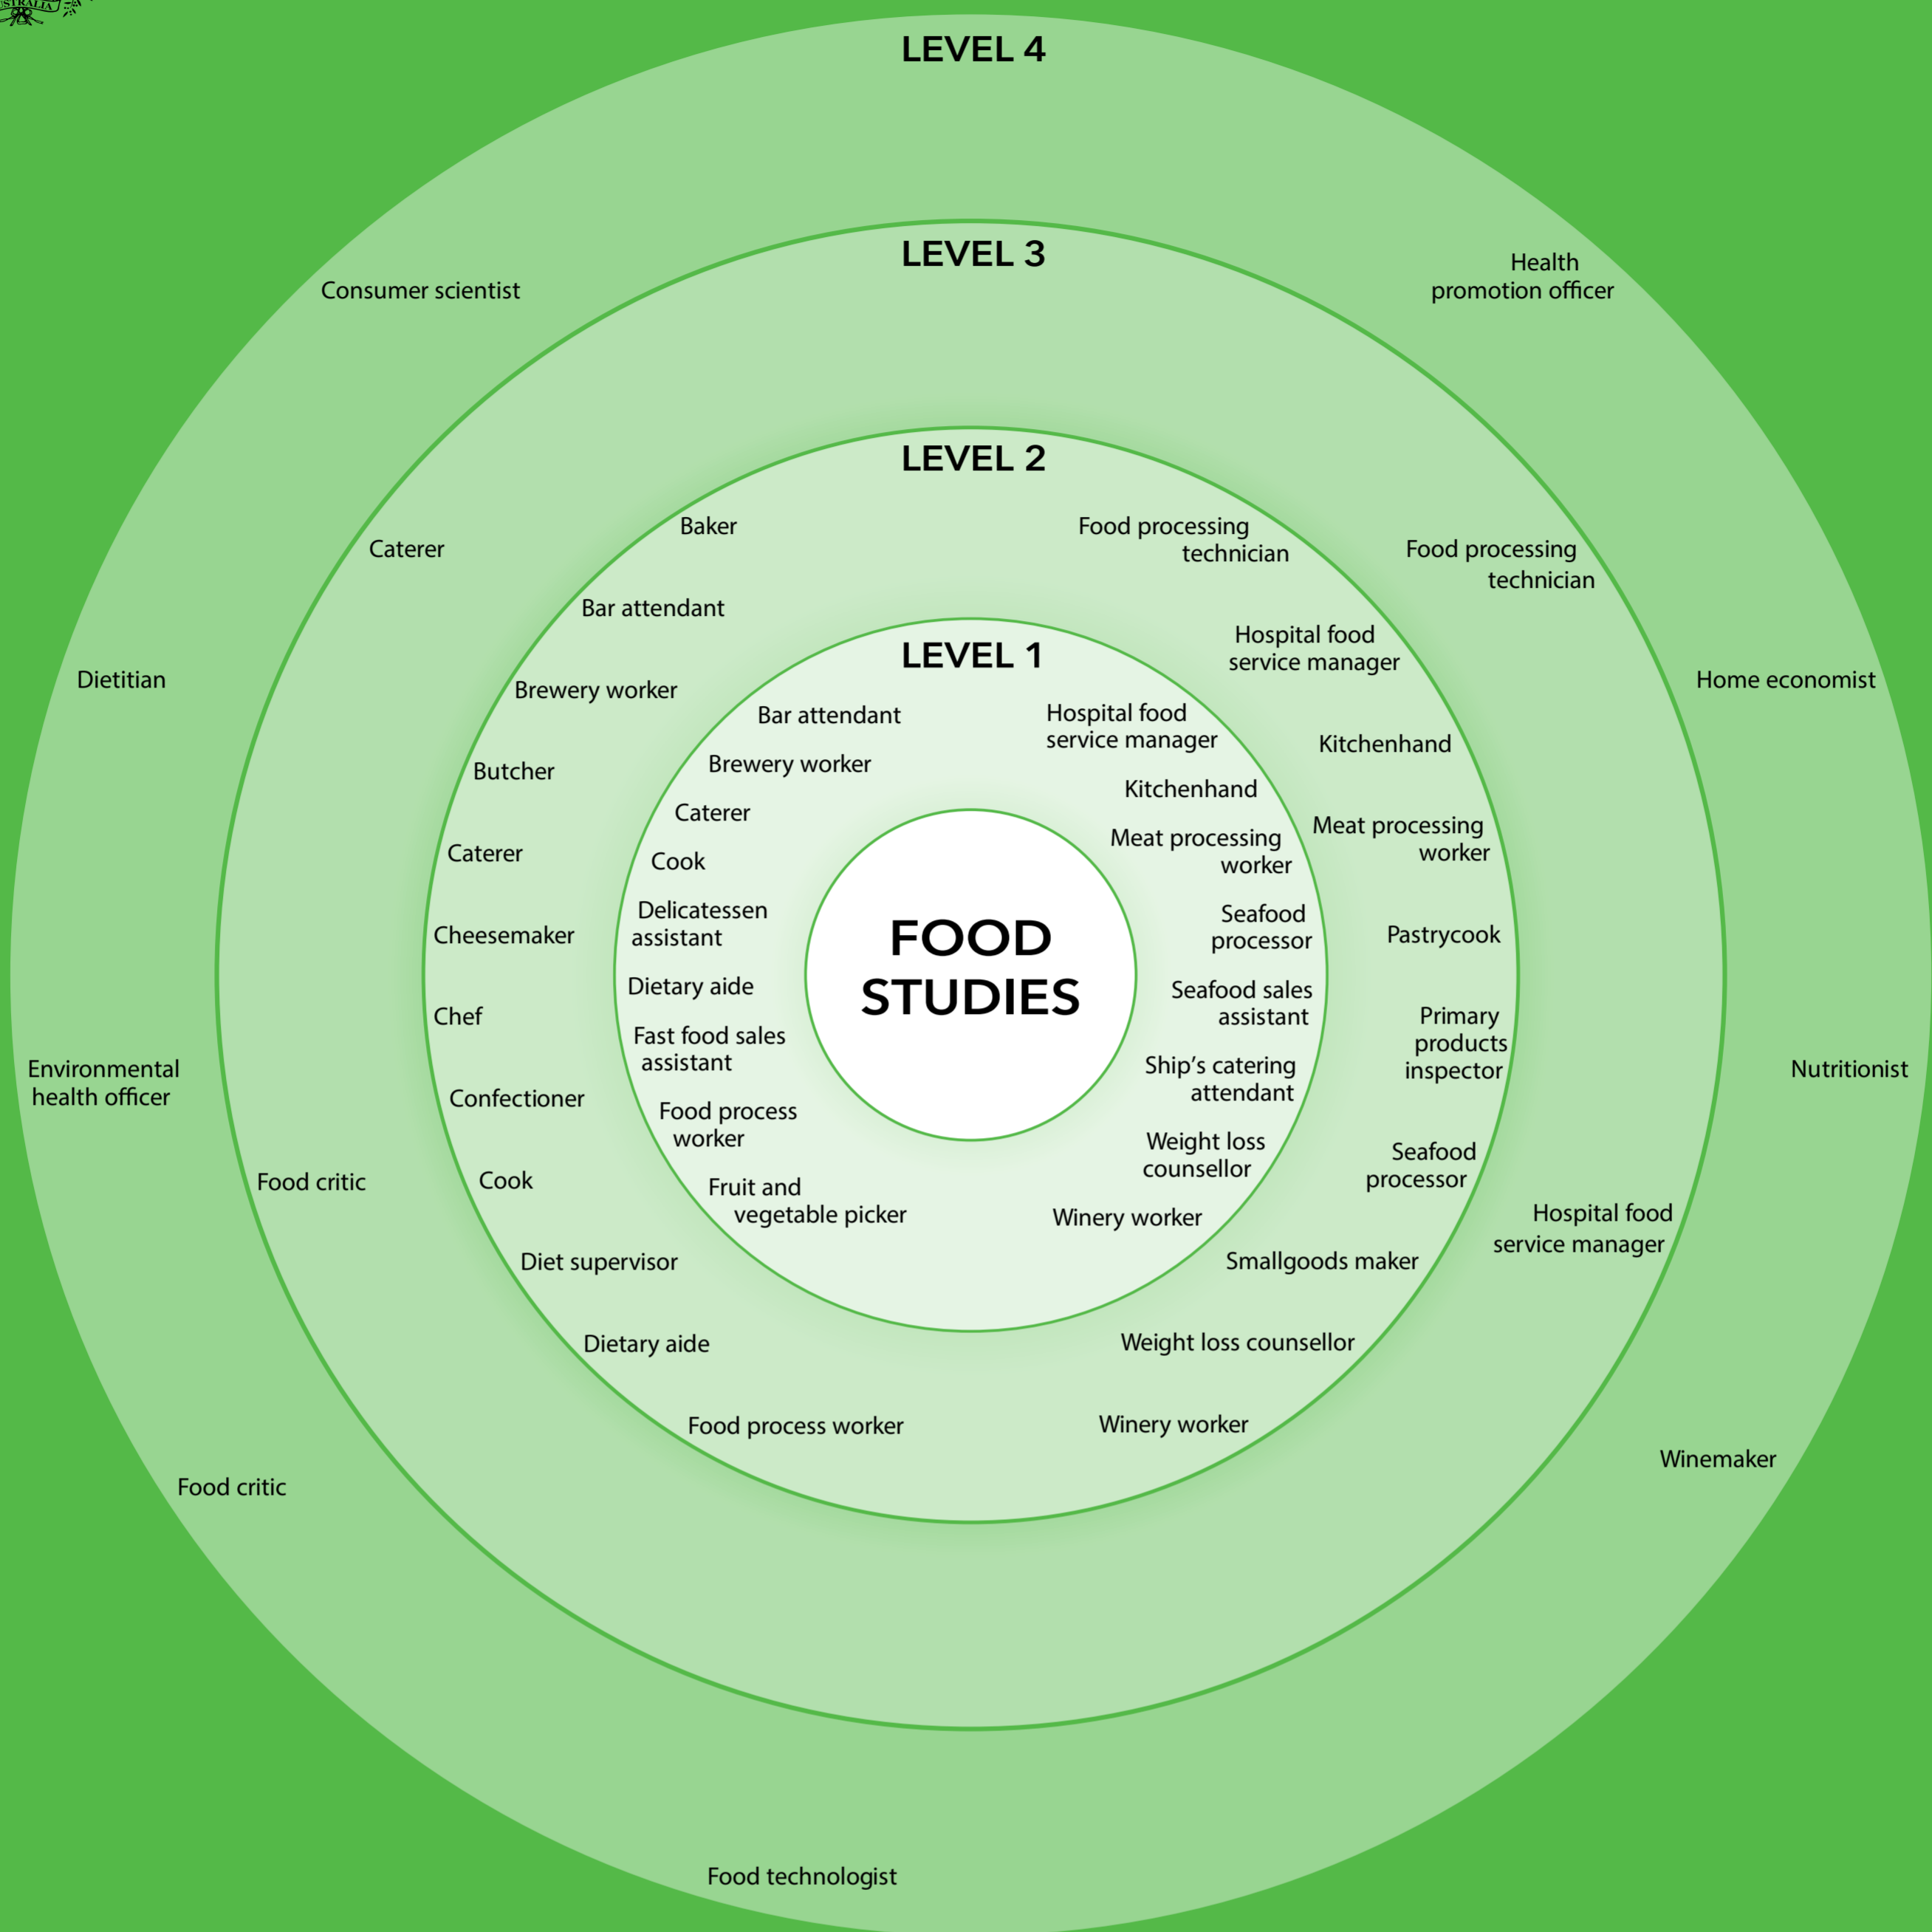 STRALIA
LEVEL 4
Consumer scientist
Dietitian
Environmental
health officer
Food critic
Food technologist
Health
promotion officer
Home economist
Nutritionist
Winemaker
LEVEL 3
Caterer
Food critic
Food processing
technician
Hospital food
service manager
LEVEL 2
Baker
Bar attendant
Brewery worker
Butcher
Caterer
Cheesemaker
Chef
Confectioner
Cook
Diet supervisor
Dietary aide
Food process worker
Food processing
technician
Hospital food
service manager
Kitchenhand
Meat processing
worker
Pastrycook
Primary
products
inspector
Seafood
processor
Smallgoods maker
Weight loss counsellor
Winery worker
LEVEL 1
Bar attendant
Brewery worker
Caterer
Cook
Delicatessen
assistant
Dietary aide
Fast food sales
assistant
Food process
worker
Fruit and
vegetable picker
Hospital food
service manager
Kitchenhand
Meat processing
worker
Seafood
processor
Seafood sales
assistant
Ship’s catering
attendant
Weight loss
counsellor
Winery worker
FOOD
STUDIES